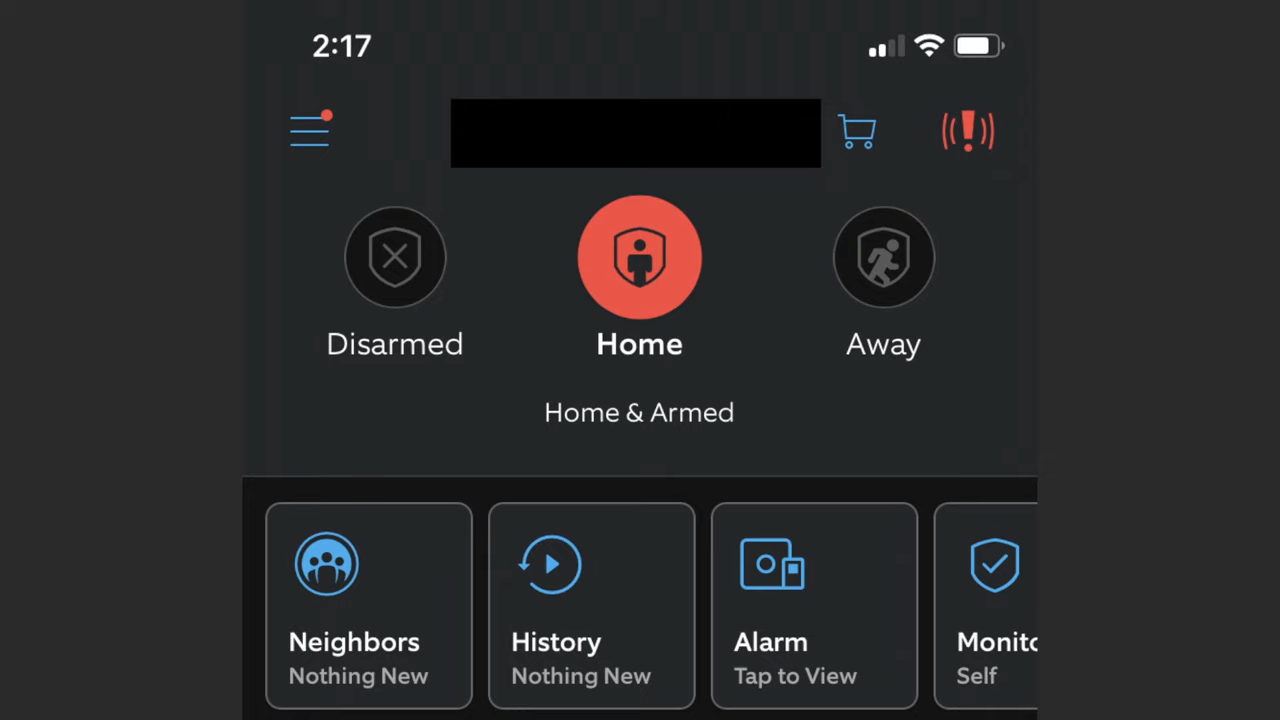 2:17
Disarmed
Home
Away
Home & Armed
Neighbors
Nothing New
History
Nothing New
Alarm
Tap to View
Monito
Self